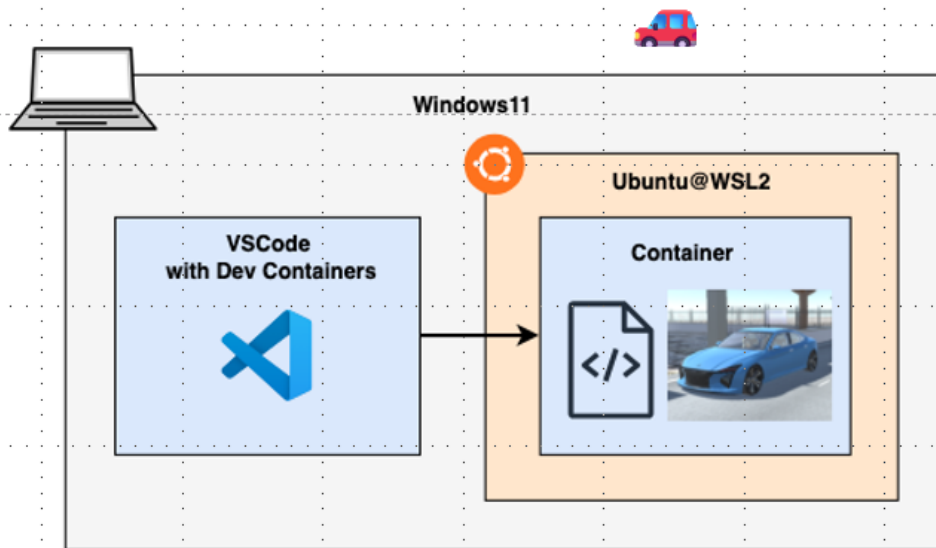 Windows11
Ubuntu@WSL2
VSCode
with Dev Containers
Container
</>